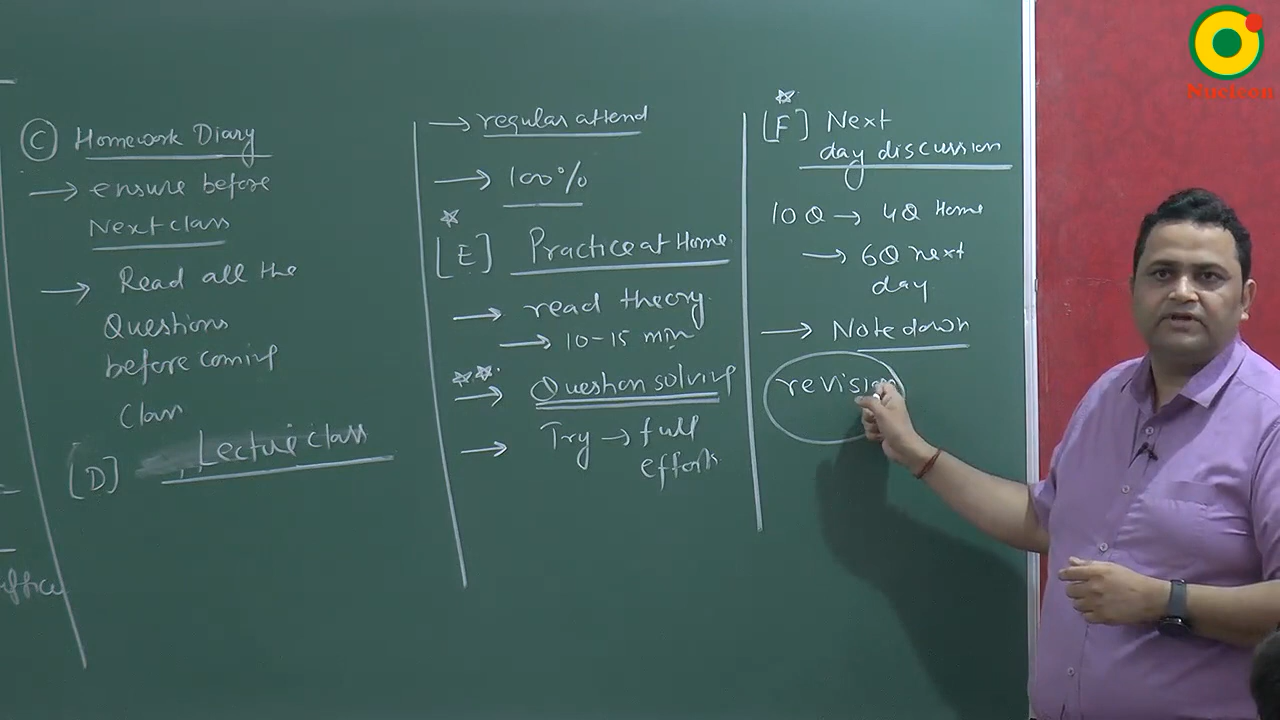 (C) Homework Diary
→ ensure before
Next class
→ Read all the
Questions
before coming
Class
[D] Lecture class
→ regular attend
→ 100%
[E] Practice at Home
→ read theory
→ 10-15 min
→ Question solving
→ Try → full
efforts
[F] Next
day discussion
10 Q → 4Q Home
→ 6Q next
day
→ Note down
revision
Nucleon